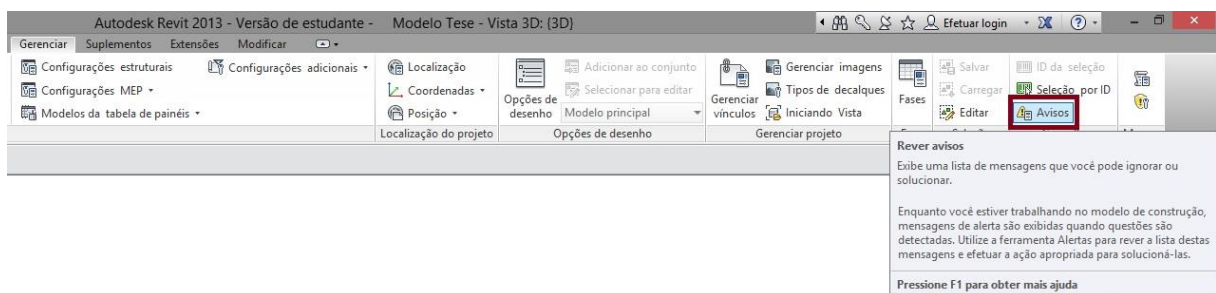 Autodesk Revit 2013 - Versão de estudante - Modelo Tese - Vista 3D: {3D}
Efetuar login
Gerenciar Suplementos Extensões Modificar
Configurações estruturais
Configurações adicionais
Configurações MEP
Modelos da tabela de painéis
Localização
Coordenadas
Posição
Localização do projeto
Opções de
desenho
Adicionar ao conjunto
Selecionar para editar
Modelo principal
Opções de desenho
Gerenciar
vínculos
Gerenciar imagens
Tipos de decalques
Iniciando Vista
Gerenciar projeto
Fases
Salvar
Carregar
Editar
ID da seleção
Seleção por ID
Avisos
Rever avisos
Exibe uma lista de mensagens que você pode ignorar ou
solucionar.
Enquanto você estiver trabalhando no modelo de construção,
mensagens de alerta são exibidas quando questões são
detectadas. Utilize a ferramenta Alertas para rever a lista destas
mensagens e efetuar a ação apropriada para solucioná-las.
Pressione F1 para obter mais ajuda